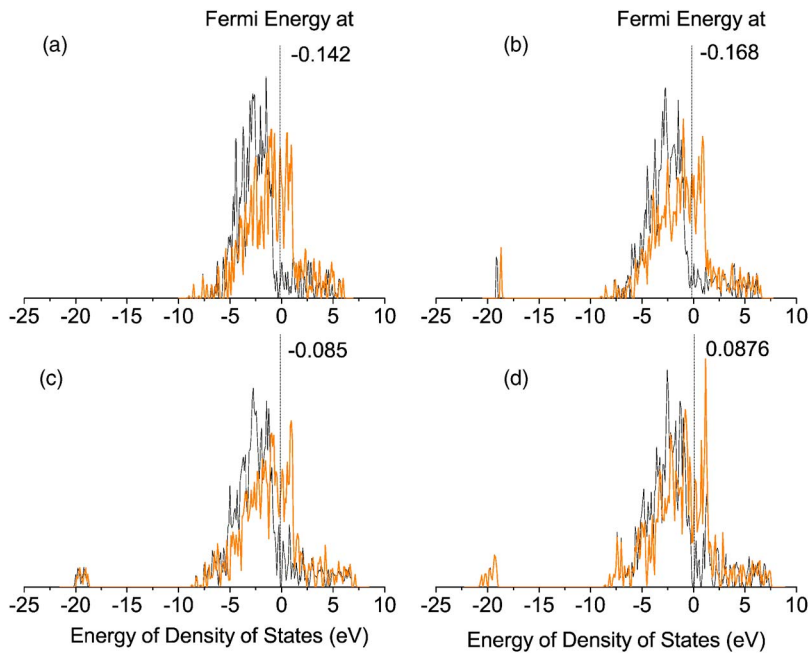 Fermi Energy at
Fermi Energy at
(a)
-0.142
(b)
-0.168
-25 -20 -15 -10 -5 0 5 10
-25 -20 -15 -10 -5 0 5 10
(c)
-0.085
(d)
0.0876
-25 -20 -15 -10 -5 0 5 10
-25 -20 -15 -10 -5 0 5 10
Energy of Density of States (eV)
Energy of Density of States (eV)